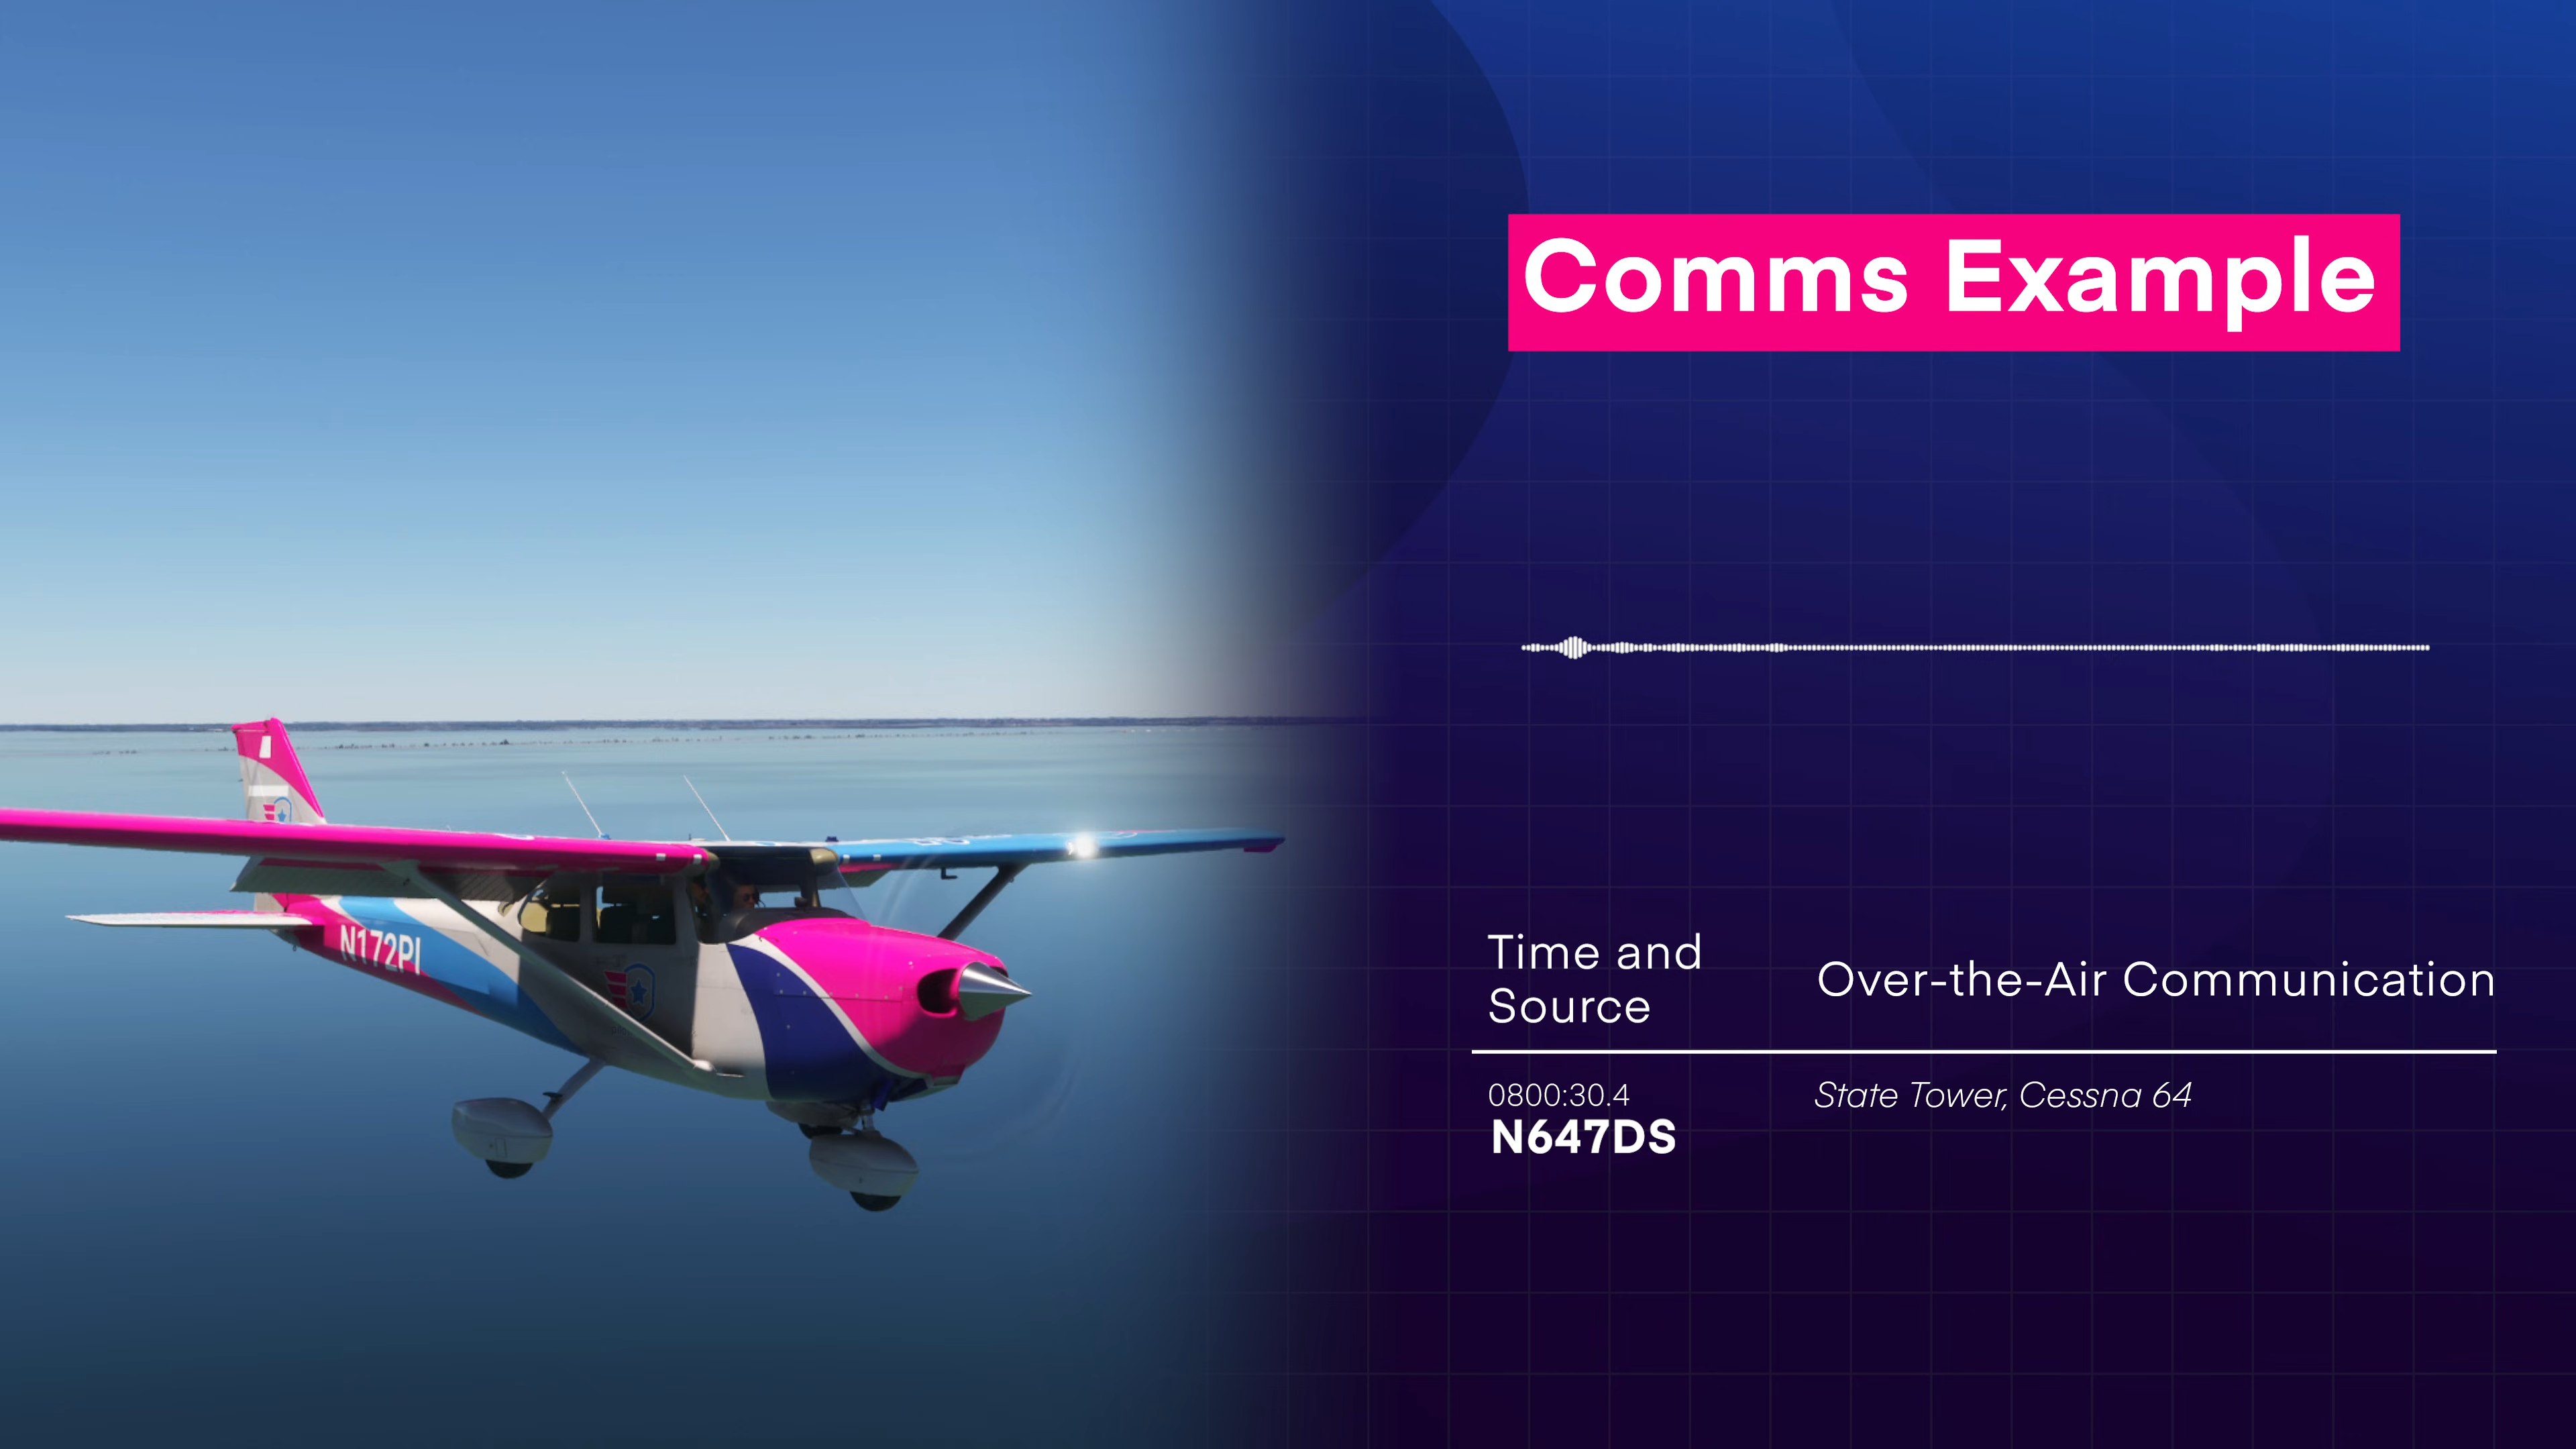 Comms Example
N172PI
Time and
Source
Over-the-Air Communication
0800:30.4
State Tower, Cessna 64
N647DS